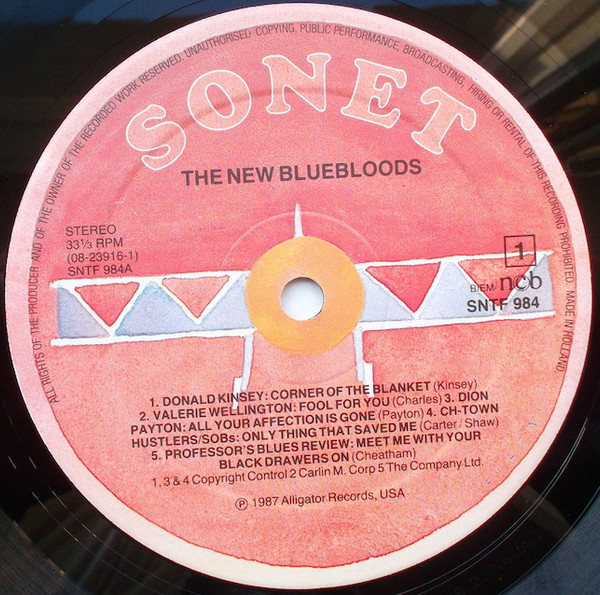 ALL RIGHTS OF THE PRODUCER AND OF THE OWNER OF THE RECORDED WORK RESERVED. UNAUTHORISED COPYING, PUBLIC PERFORMANCE, BROADCASTING, HIRING OR RENTAL OF THIS RECORDING PROHIBITED. MADE IN HOLLAND
SONET
THE NEW BLUEBLOODS
STEREO
33⅓ RPM
(08-23916-1)
SNTF 984A
1
BIEM/ncb
SNTF 984
1. DONALD KINSEY: CORNER OF THE BLANKET (Kinsey)
2. VALERIE WELLINGTON: FOOL FOR YOU (Charles) 3. DION
PAYTON: ALL YOUR AFFECTION IS GONE (Payton) 4. CH-TOWN
HUSTLERS/SOBs: ONLY THING THAT SAVED ME (Carter / Shaw)
5. PROFESSOR'S BLUES REVIEW: MEET ME WITH YOUR
BLACK DRAWERS ON (Cheatham)
1, 3 & 4 Copyright Control 2 Carlin M. Corp 5 The Company Ltd.
℗ 1987 Alligator Records, USA